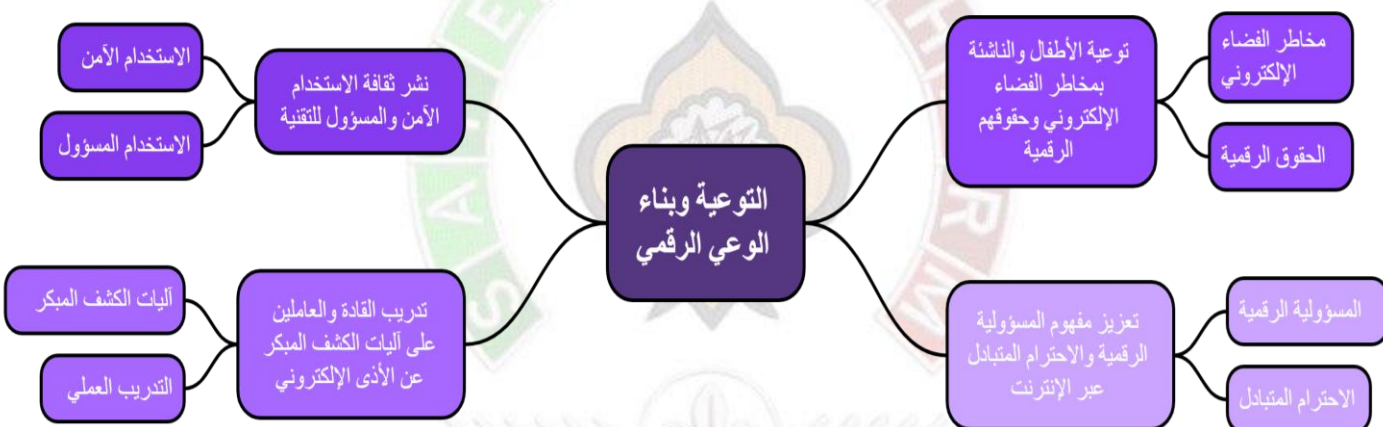 التوعية وبناء
الوعي الرقمي
توعية الأطفال والناشئة
بمخاطر الفضاء
الإلكتروني وحقوقهم
الرقمية
مخاطر الفضاء
الإلكتروني
الحقوق الرقمية
تعزيز مفهوم المسؤولية
الرقمية والاحترام المتبادل
عبر الإنترنت
المسؤولية الرقمية
الاحترام المتبادل
نشر ثقافة الاستخدام
الآمن والمسؤول للتقنية
الاستخدام الآمن
الاستخدام المسؤول
تدريب القادة والعاملين
على آليات الكشف المبكر
عن الأذى الإلكتروني
آليات الكشف المبكر
التدريب العملي